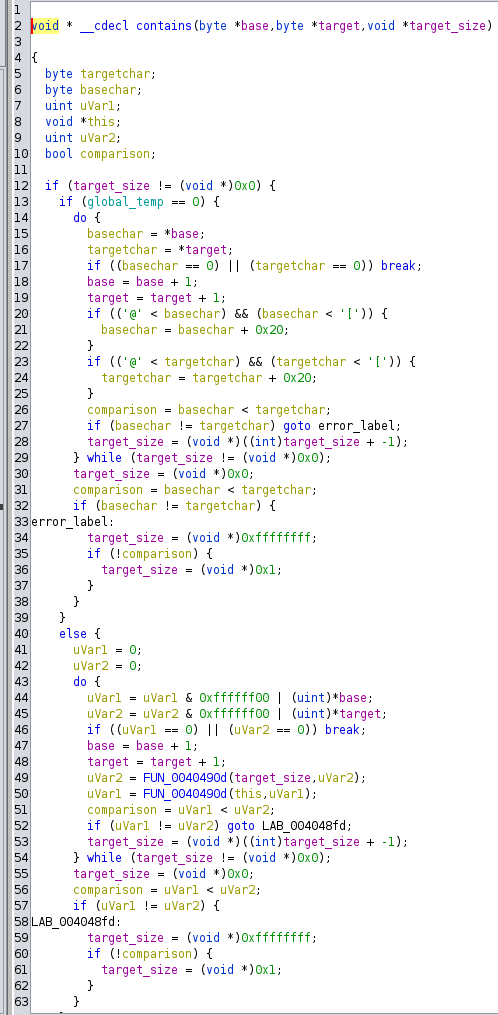 1
2 void * __cdecl contains(byte *base,byte *target,void *target_size)
3
4 {
5 byte targetchar;
6 byte basechar;
7 uint uVar1;
8 void *this;
9 uint uVar2;
10 bool comparison;
11
12 if (target_size != (void *)0x0) {
13 if (global_temp == 0) {
14 do {
15 basechar = *base;
16 targetchar = *target;
17 if ((basechar == 0) || (targetchar == 0)) break;
18 base = base + 1;
19 target = target + 1;
20 if (('@' < basechar) && (basechar < '[')) {
21 basechar = basechar + 0x20;
22 }
23 if (('@' < targetchar) && (targetchar < '[')) {
24 targetchar = targetchar + 0x20;
25 }
26 comparison = basechar < targetchar;
27 if (basechar != targetchar) goto error_label;
28 target_size = (void *)((int)target_size + -1);
29 } while (target_size != (void *)0x0);
30 target_size = (void *)0x0;
31 comparison = basechar < targetchar;
32 if (basechar != targetchar) {
33 error_label:
34 target_size = (void *)0xffffffff;
35 if (!comparison) {
36 target_size = (void *)0x1;
37 }
38 }
39 }
40 else {
41 uVar1 = 0;
42 uVar2 = 0;
43 do {
44 uVar1 = uVar1 & 0xffffff00 | (uint)*base;
45 uVar2 = uVar2 & 0xffffff00 | (uint)*target;
46 if ((uVar1 == 0) || (uVar2 == 0)) break;
47 base = base + 1;
48 target = target + 1;
49 uVar2 = FUN_0040490d(target_size,uVar2);
50 uVar1 = FUN_0040490d(this,uVar1);
51 comparison = uVar1 < uVar2;
52 if (uVar1 != uVar2) goto LAB_004048fd;
53 target_size = (void *)((int)target_size + -1);
54 } while (target_size != (void *)0x0);
55 target_size = (void *)0x0;
56 comparison = uVar1 < uVar2;
57 if (uVar1 != uVar2) {
58 LAB_004048fd:
59 target_size = (void *)0xffffffff;
60 if (!comparison) {
61 target_size = (void *)0x1;
62 }
63 }